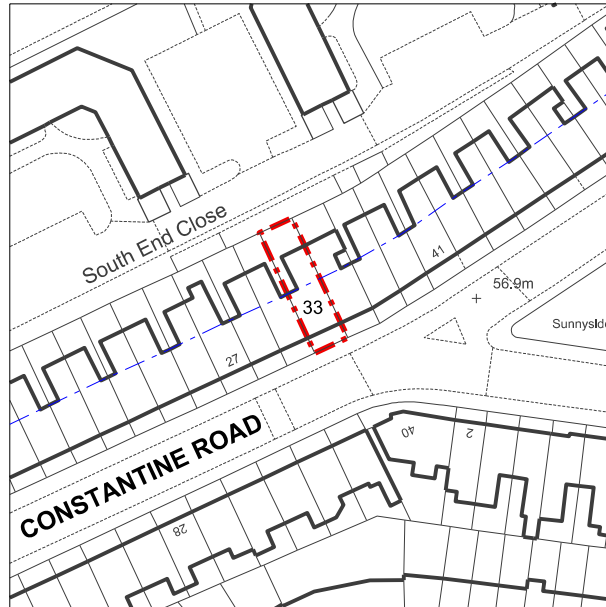 South End Close
41
56.9m
33
Sunnyside
27
CONSTANTINE ROAD
40
2
28